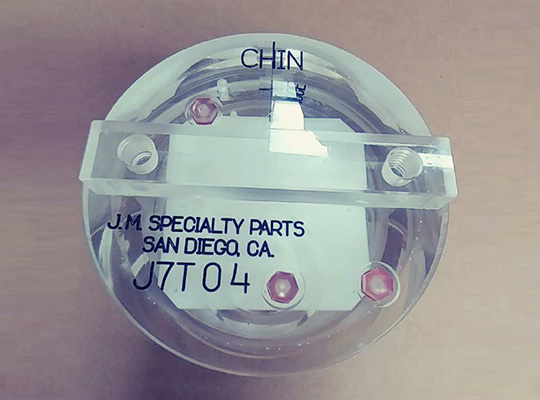 CHIN
J.M. SPECIALTY PARTS
SAN DIEGO, CA.
J7T04